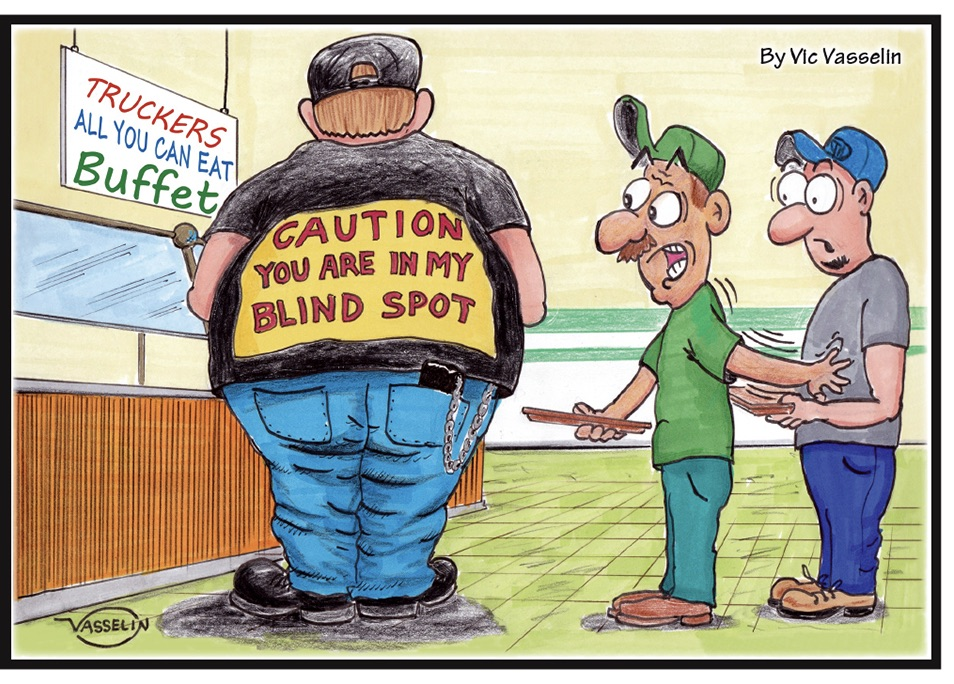 By Vic Vasselin
TRUCKERS
ALL YOU CAN EAT
Buffet
CAUTION
YOU ARE IN MY
BLIND SPOT
VASSELIN